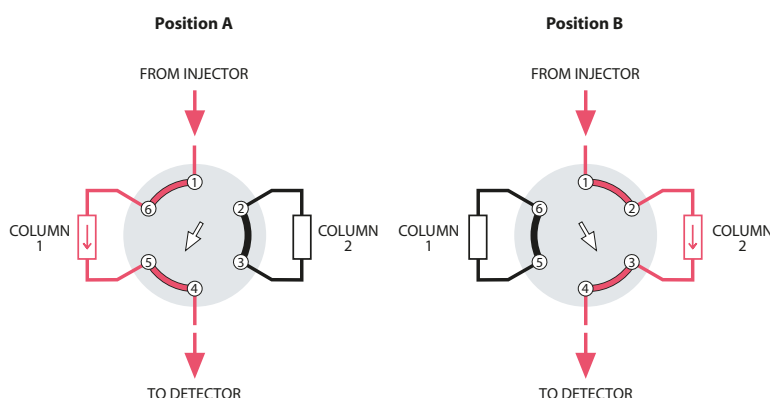 Position A
FROM INJECTOR
1
6
2
COLUMN
1
COLUMN
2
5
3
4
TO DETECTOR
Position B
FROM INJECTOR
1
6
2
COLUMN
1
COLUMN
2
5
3
4
TO DETECTOR